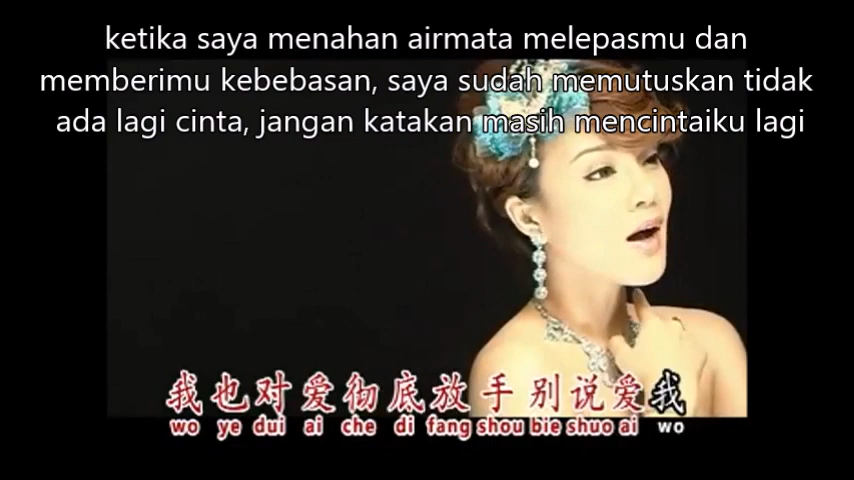 ketika saya menahan airmata melepasmu dan
memberimu kebebasan, saya sudah memutuskan tidak
ada lagi cinta, jangan katakan masih mencintaiku lagi
我也对爱彻底放手别说爱我
wo ye dui ai che di fang shou bie shuo ai wo